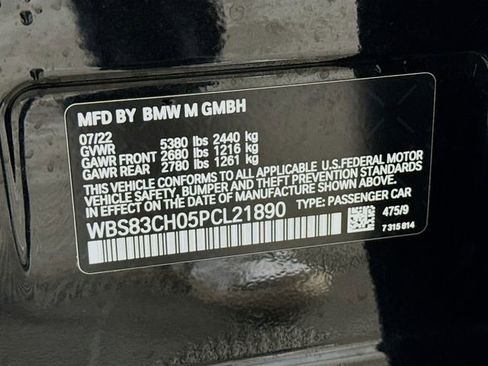 MFD BY BMW M GMBH
07/22
GVWR 5380 lbs 2440 kg
GAWR FRONT 2680 lbs 1216 kg
GAWR REAR 2780 lbs 1261 kg
THIS VEHICLE CONFORMS TO ALL APPLICABLE U.S.FEDERAL MOTOR
VEHICLE SAFETY, BUMPER AND THEFT PREVENTION STANDARDS IN
EFFECT ON THE DATE OF MANUFACTURE SHOWN ABOVE.
WBS83CH05PCL21890 TYPE: PASSENGER CAR
475/9
7 315 814